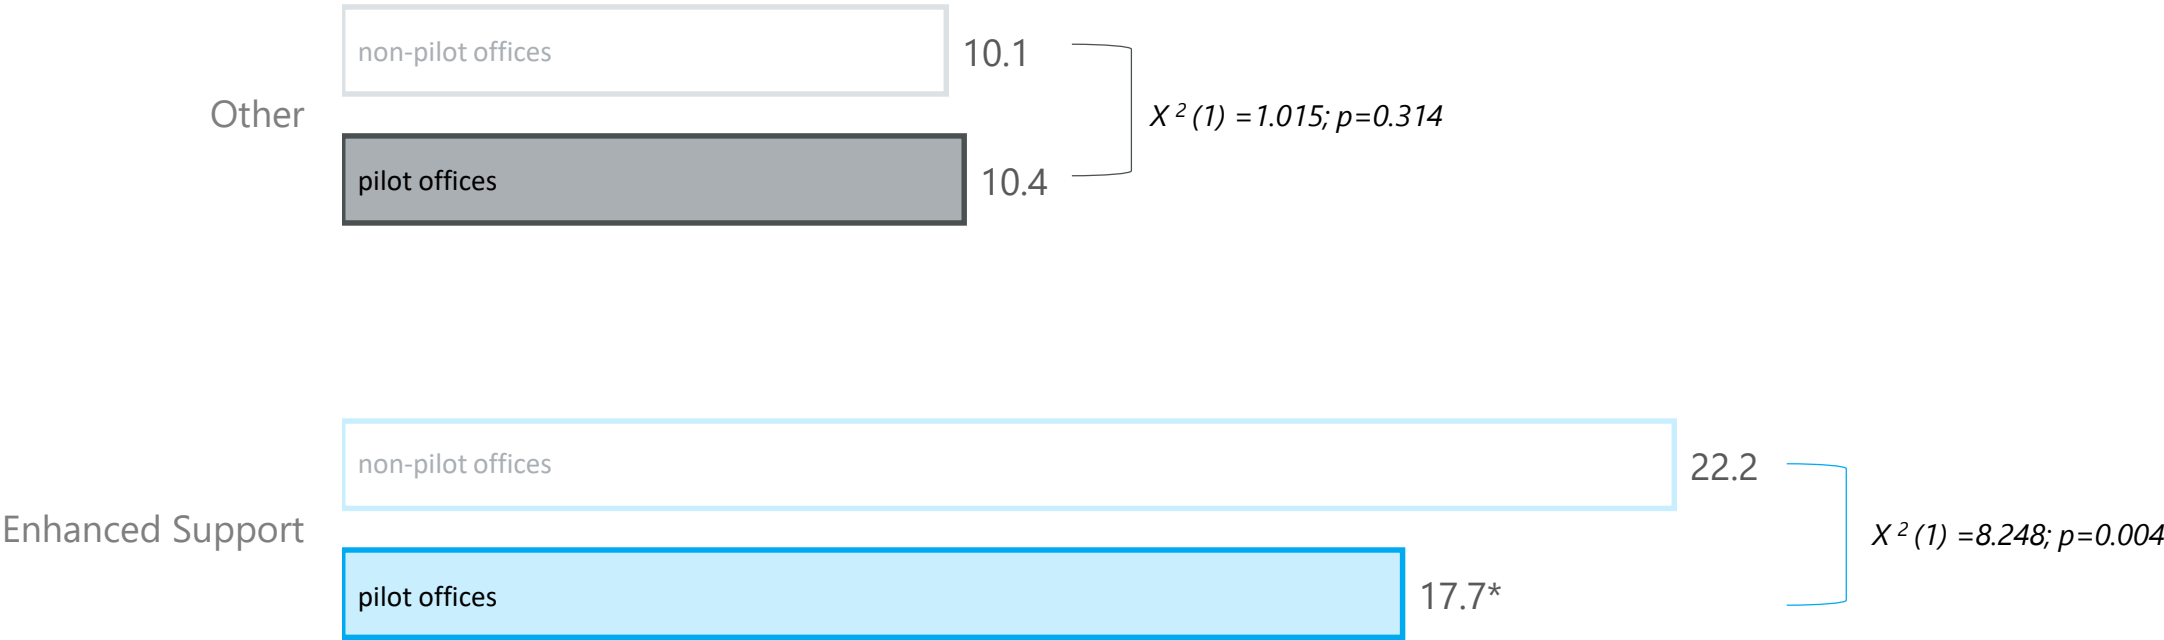 non-pilot offices 10.1
Other X 2 (1) =1.015; p=0.314
pilot offices 10.4
non-pilot offices 22.2
Enhanced Support X 2 (1) =8.248; p=0.004
pilot offices 17.7*